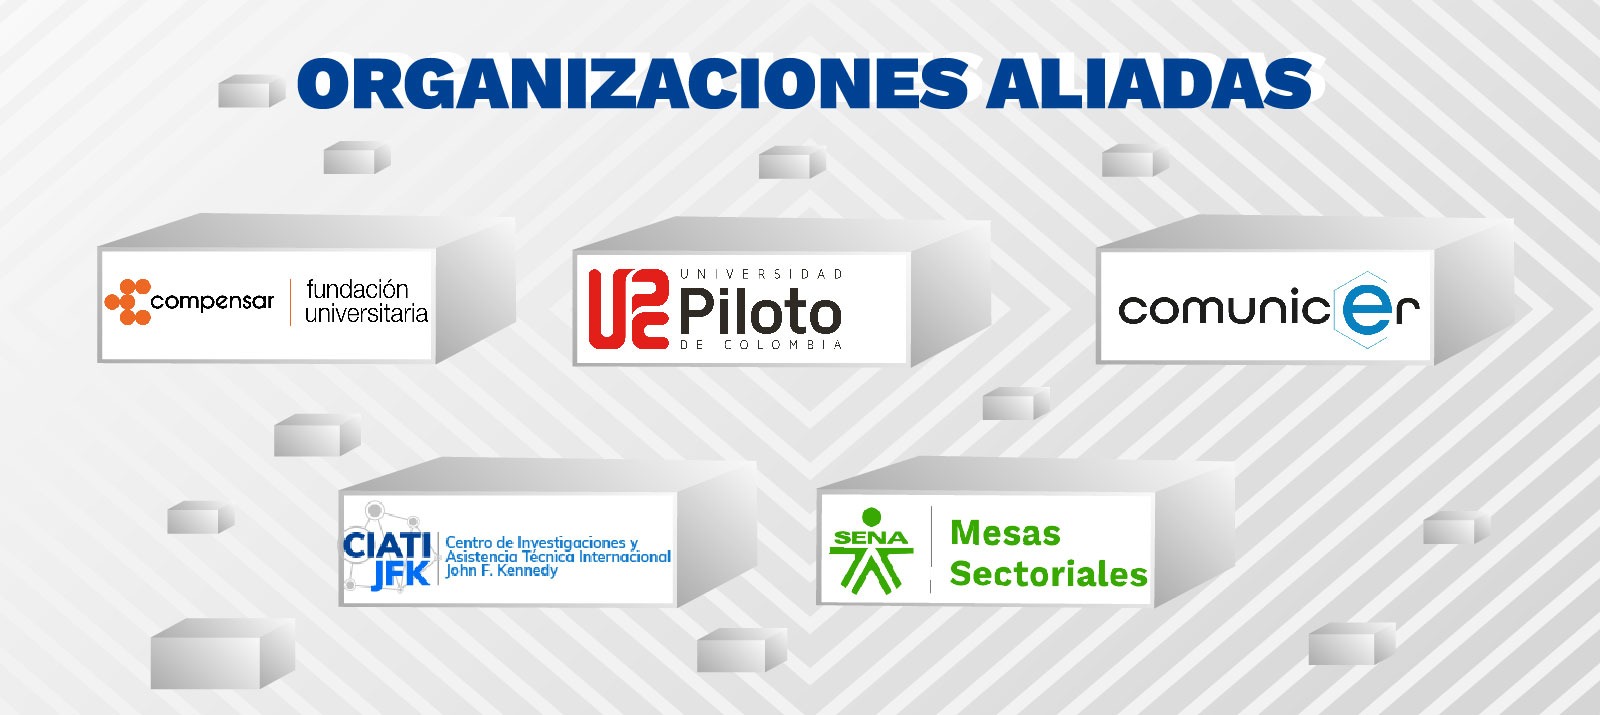 ORGANIZACIONES ALIADAS
compensar
fundación
universitaria
UNIVERSIDAD
Piloto
DE COLOMBIA
comunicer
CIATI
JFK
Centro de Investigaciones y
Asistencia Técnica Internacional
John F. Kennedy
SENA
Mesas
Sectoriales